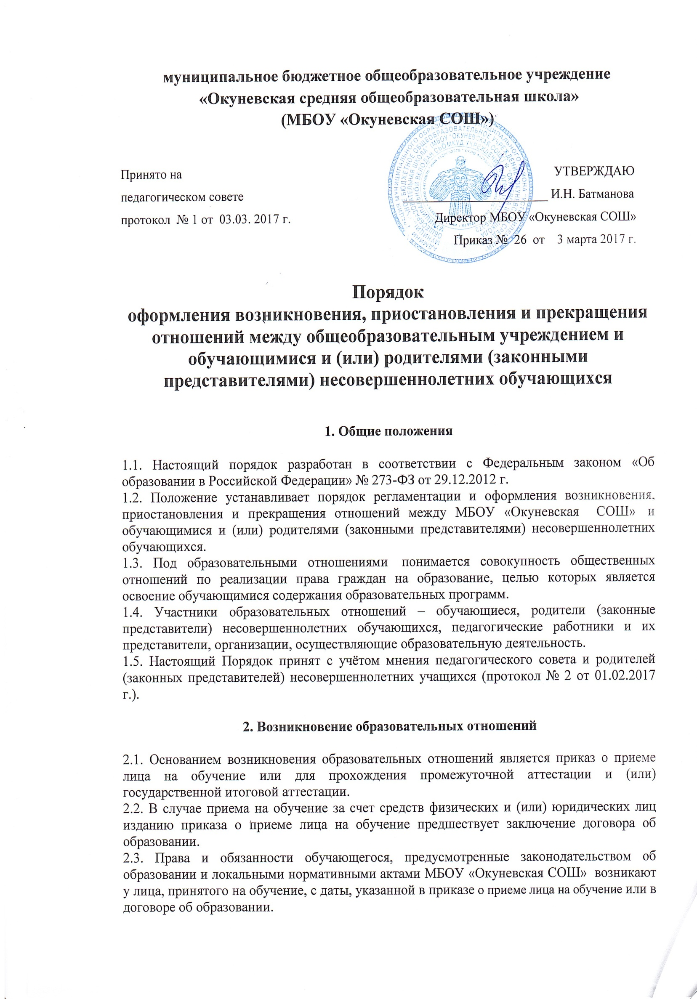 муниципальное бюджетное общеобразовательное учреждение
«Окуневская средняя общеобразовательная школа»
(МБОУ «Окуневская СОШ»)
Принято на
педагогическом совете
протокол № 1 от 03.03. 2017 г.
УТВЕРЖДАЮ
И.Н. Батманова
Директор МБОУ «Окуневская СОШ»
Приказ № 26 от 3 марта 2017 г.
Порядок
оформления возникновения, приостановления и прекращения
отношений между общеобразовательным учреждением и
обучающимися и (или) родителями (законными
представителями) несовершеннолетних обучающихся
1. Общие положения
1.1. Настоящий порядок разработан в соответствии с Федеральным законом «Об
образовании в Российской Федерации» № 273-ФЗ от 29.12.2012 г.
1.2. Положение устанавливает порядок регламентации и оформления возникновения,
приостановления и прекращения отношений между МБОУ «Окуневская СОШ» и
обучающимися и (или) родителями (законными представителями) несовершеннолетних
обучающихся.
1.3. Под образовательными отношениями понимается совокупность общественных
отношений по реализации права граждан на образование, целью которых является
освоение обучающимися содержания образовательных программ.
1.4. Участники образовательных отношений – обучающиеся, родители (законные
представители) несовершеннолетних обучающихся, педагогические работники и их
представители, организации, осуществляющие образовательную деятельность.
1.5. Настоящий Порядок принят с учётом мнения педагогического совета и родителей
(законных представителей) несовершеннолетних учащихся (протокол № 2 от 01.02.2017
г.).
2. Возникновение образовательных отношений
2.1. Основанием возникновения образовательных отношений является приказ о приеме
лица на обучение или для прохождения промежуточной аттестации и (или)
государственной итоговой аттестации.
2.2. В случае приема на обучение за счет средств физических и (или) юридических лиц
изданию приказа о приеме лица на обучение предшествует заключение договора об
образовании.
2.3. Права и обязанности обучающегося, предусмотренные законодательством об
образовании и локальными нормативными актами МБОУ «Окуневская СОШ» возникают
у лица, принятого на обучение, с даты, указанной в приказе о приеме лица на обучение или в
договоре об образовании.